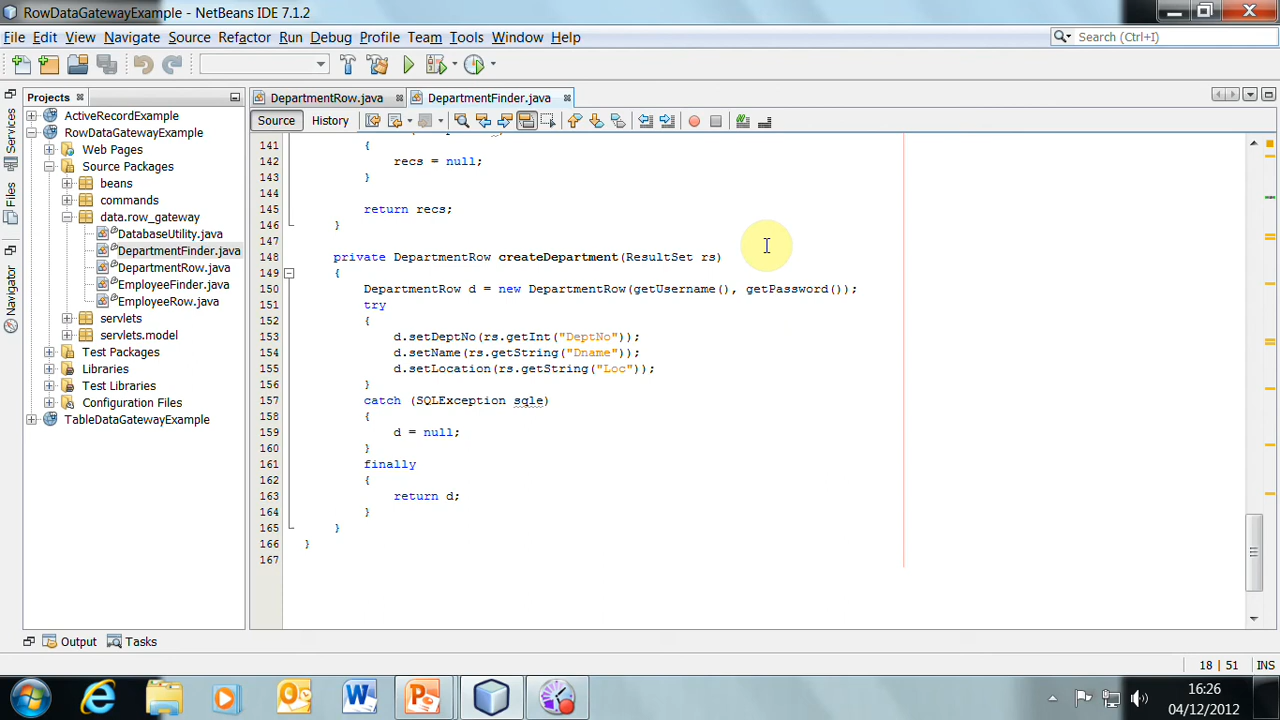 RowDataGatewayExample - NetBeans IDE 7.1.2
File Edit View Navigate Source Refactor Run Debug Profile Team Tools Window Help
Search (Ctrl+I)
Projects
DepartmentRow.java
DepartmentFinder.java
Source
History
Services
Files
Navigator
ActiveRecordExample
RowDataGatewayExample
Web Pages
Source Packages
beans
commands
data.row_gateway
DatabaseUtility.java
DepartmentFinder.java
DepartmentRow.java
EmployeeFinder.java
EmployeeRow.java
servlets
servlets.model
Test Packages
Libraries
Test Libraries
Configuration Files
TableDataGatewayExample
141 {
142 recs = null;
143 }
144
145 return recs;
146 }
147
148 private DepartmentRow createDepartment(ResultSet rs)
149 {
150 DepartmentRow d = new DepartmentRow(getUsername(), getPassword());
151 try
152 {
153 d.setDeptNo(rs.getInt("DeptNo"));
154 d.setName(rs.getString("Dname"));
155 d.setLocation(rs.getString("Loc"));
156 }
157 catch (SQLException sqle)
158 {
159 d = null;
160 }
161 finally
162 {
163 return d;
164 }
165 }
166 }
167
Output
Tasks
18 | 51 INS
16:26
04/12/2012